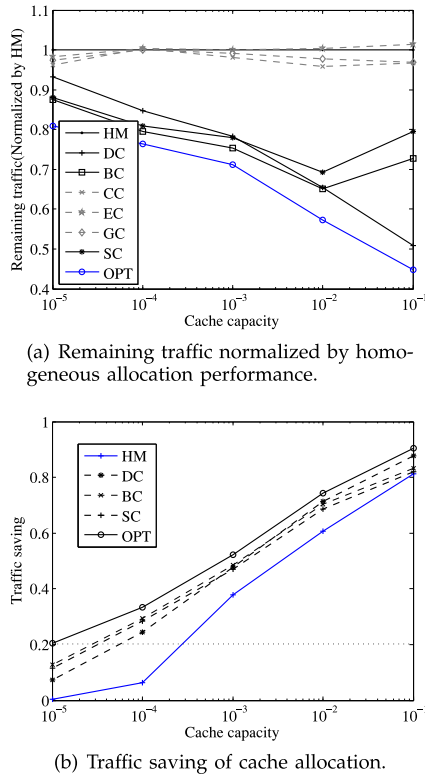 1.1
1
0.9
0.8
0.7
0.6
0.5
0.4
Remaining traffic(Normalized by HM)
HM
DC
BC
CC
EC
GC
SC
OPT
10^{-5}
10^{-4}
10^{-3}
10^{-2}
10^{-1}
Cache capacity
(a) Remaining traffic normalized by homo-
geneous allocation performance.
1
0.8
0.6
0.4
0.2
0
Traffic saving
HM
DC
BC
SC
OPT
10^{-5}
10^{-4}
10^{-3}
10^{-2}
10^{-1}
Cache capacity
(b) Traffic saving of cache allocation.